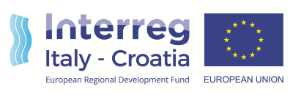 Interreg
Italy - Croatia
European Regional Development Fund
EUROPEAN UNION